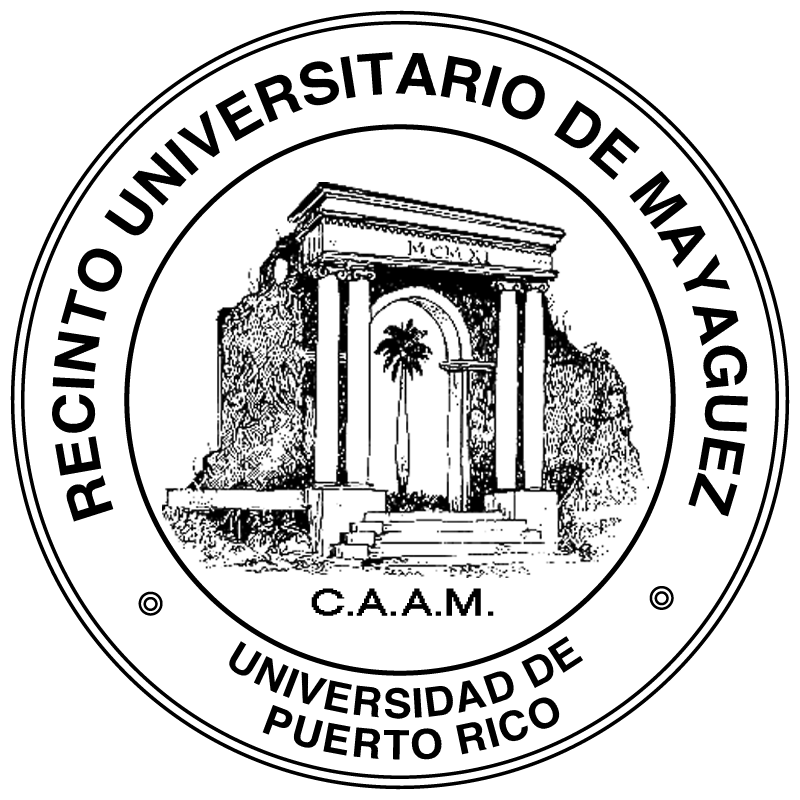 RECINTO UNIVERSITARIO DE MAYAGUEZ
MCMXI
C.A.A.M.
UNIVERSIDAD DE
PUERTO RICO